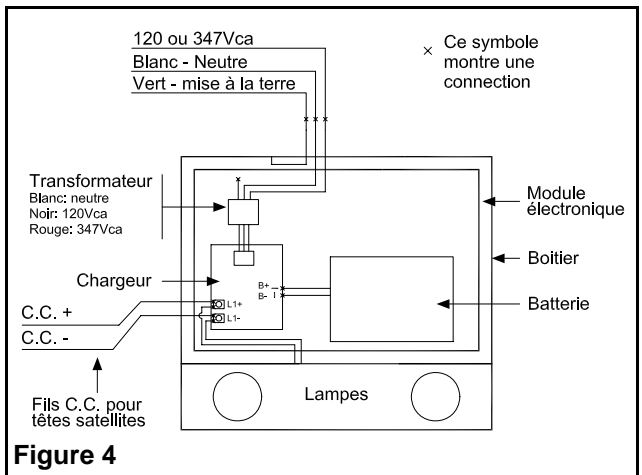 120 ou 347Vca
Blanc - Neutre
Vert - mise à la terre
× Ce symbole
montre une
connection
Transformateur
Blanc: neutre
Noir: 120Vca
Rouge: 347Vca
Module
électronique
Boitier
Chargeur
B+
B-
Batterie
L1+
L1-
C.C. +
C.C. -
Lampes
Fils C.C. pour
têtes satellites
Figure 4